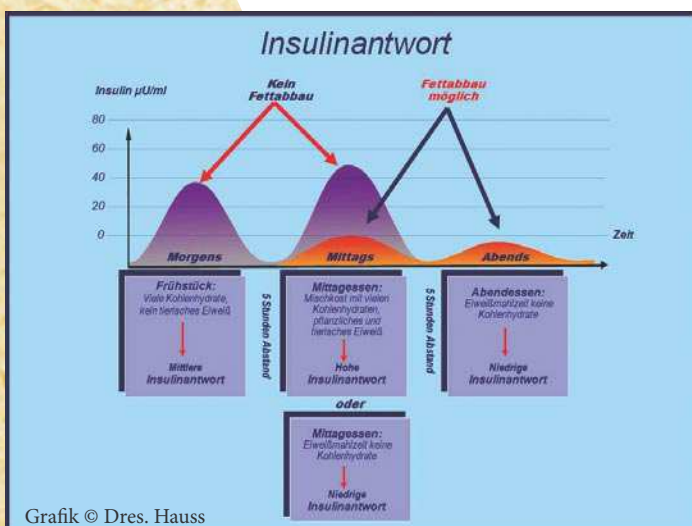 Insulinantwort
Insulin µU/ml
Kein
Fettabbau
Fettabbau
möglich
80
60
40
20
0
Zeit
Morgens
Mittags
Abends
Frühstück:
Viele Kohlenhydrate,
kein tierisches Eiweiß
Mittlere
Insulinantwort
5 Stunden Abstand
Mittagessen:
Mischkost mit vielen
Kohlenhydraten,
pflanzliches und
tierisches Eiweiß
Hohe
Insulinantwort
5 Stunden Abstand
Abendessen:
Eiweißmahlzeit keine
Kohlenhydrate
Niedrige
Insulinantwort
oder
Mittagessen:
Eiweißmahlzeit keine
Kohlenhydrate
Niedrige
Insulinantwort
Grafik © Dres. Hauss